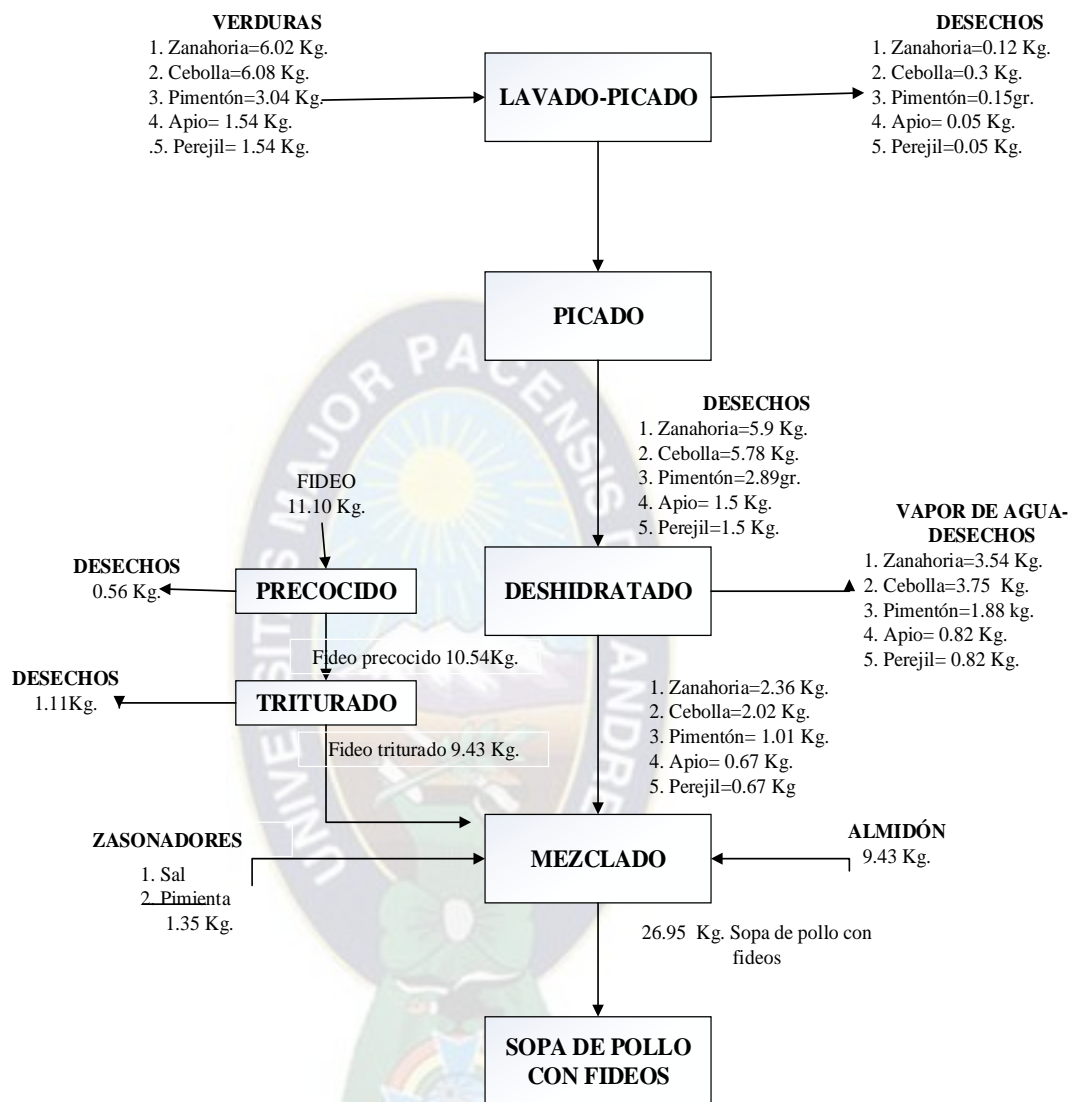 VERDURAS
1. Zanahoria=6.02 Kg.
2. Cebolla=6.08 Kg.
3. Pimentón=3.04 Kg.
4. Apio= 1.54 Kg.
.5. Perejil= 1.54 Kg.
LAVADO-PICADO
DESECHOS
1. Zanahoria=0.12 Kg.
2. Cebolla=0.3 Kg.
3. Pimentón=0.15gr.
4. Apio=0.05 Kg.
5. Perejil=0.05 Kg.
PICADO
DESECHOS
1. Zanahoria=5.9 Kg.
2. Cebolla=5.78 Kg.
3. Pimentón=2.89gr.
4. Apio= 1.5 Kg.
5. Perejil=1.5 Kg.
FIDEO
11.10 Kg.
DESECHOS
0.56 Kg.
PRECOCIDO
DESHIDRATADO
VAPOR DE AGUA-
DESECHOS
1. Zanahoria=3.54 Kg.
2. Cebolla=3.75 Kg.
3. Pimentón=1.88 kg.
4. Apio= 0.82 Kg.
5. Perejil= 0.82 Kg.
Fideo precocido 10.54Kg.
DESECHOS
1.11Kg.
TRITURADO
Fideo triturado 9.43 Kg.
1. Zanahoria=2.36 Kg.
2. Cebolla=2.02 Kg.
3. Pimentón= 1.01 Kg.
4. Apio= 0.67 Kg.
5. Perejil=0.67 Kg
ZASONADORES
1. Sal
2. Pimienta
1.35 Kg.
MEZCLADO
ALMIDÓN
9.43 Kg.
26.95 Kg. Sopa de pollo con
fideos
SOPA DE POLLO
CON FIDEOS
MAJOR PACENSIS